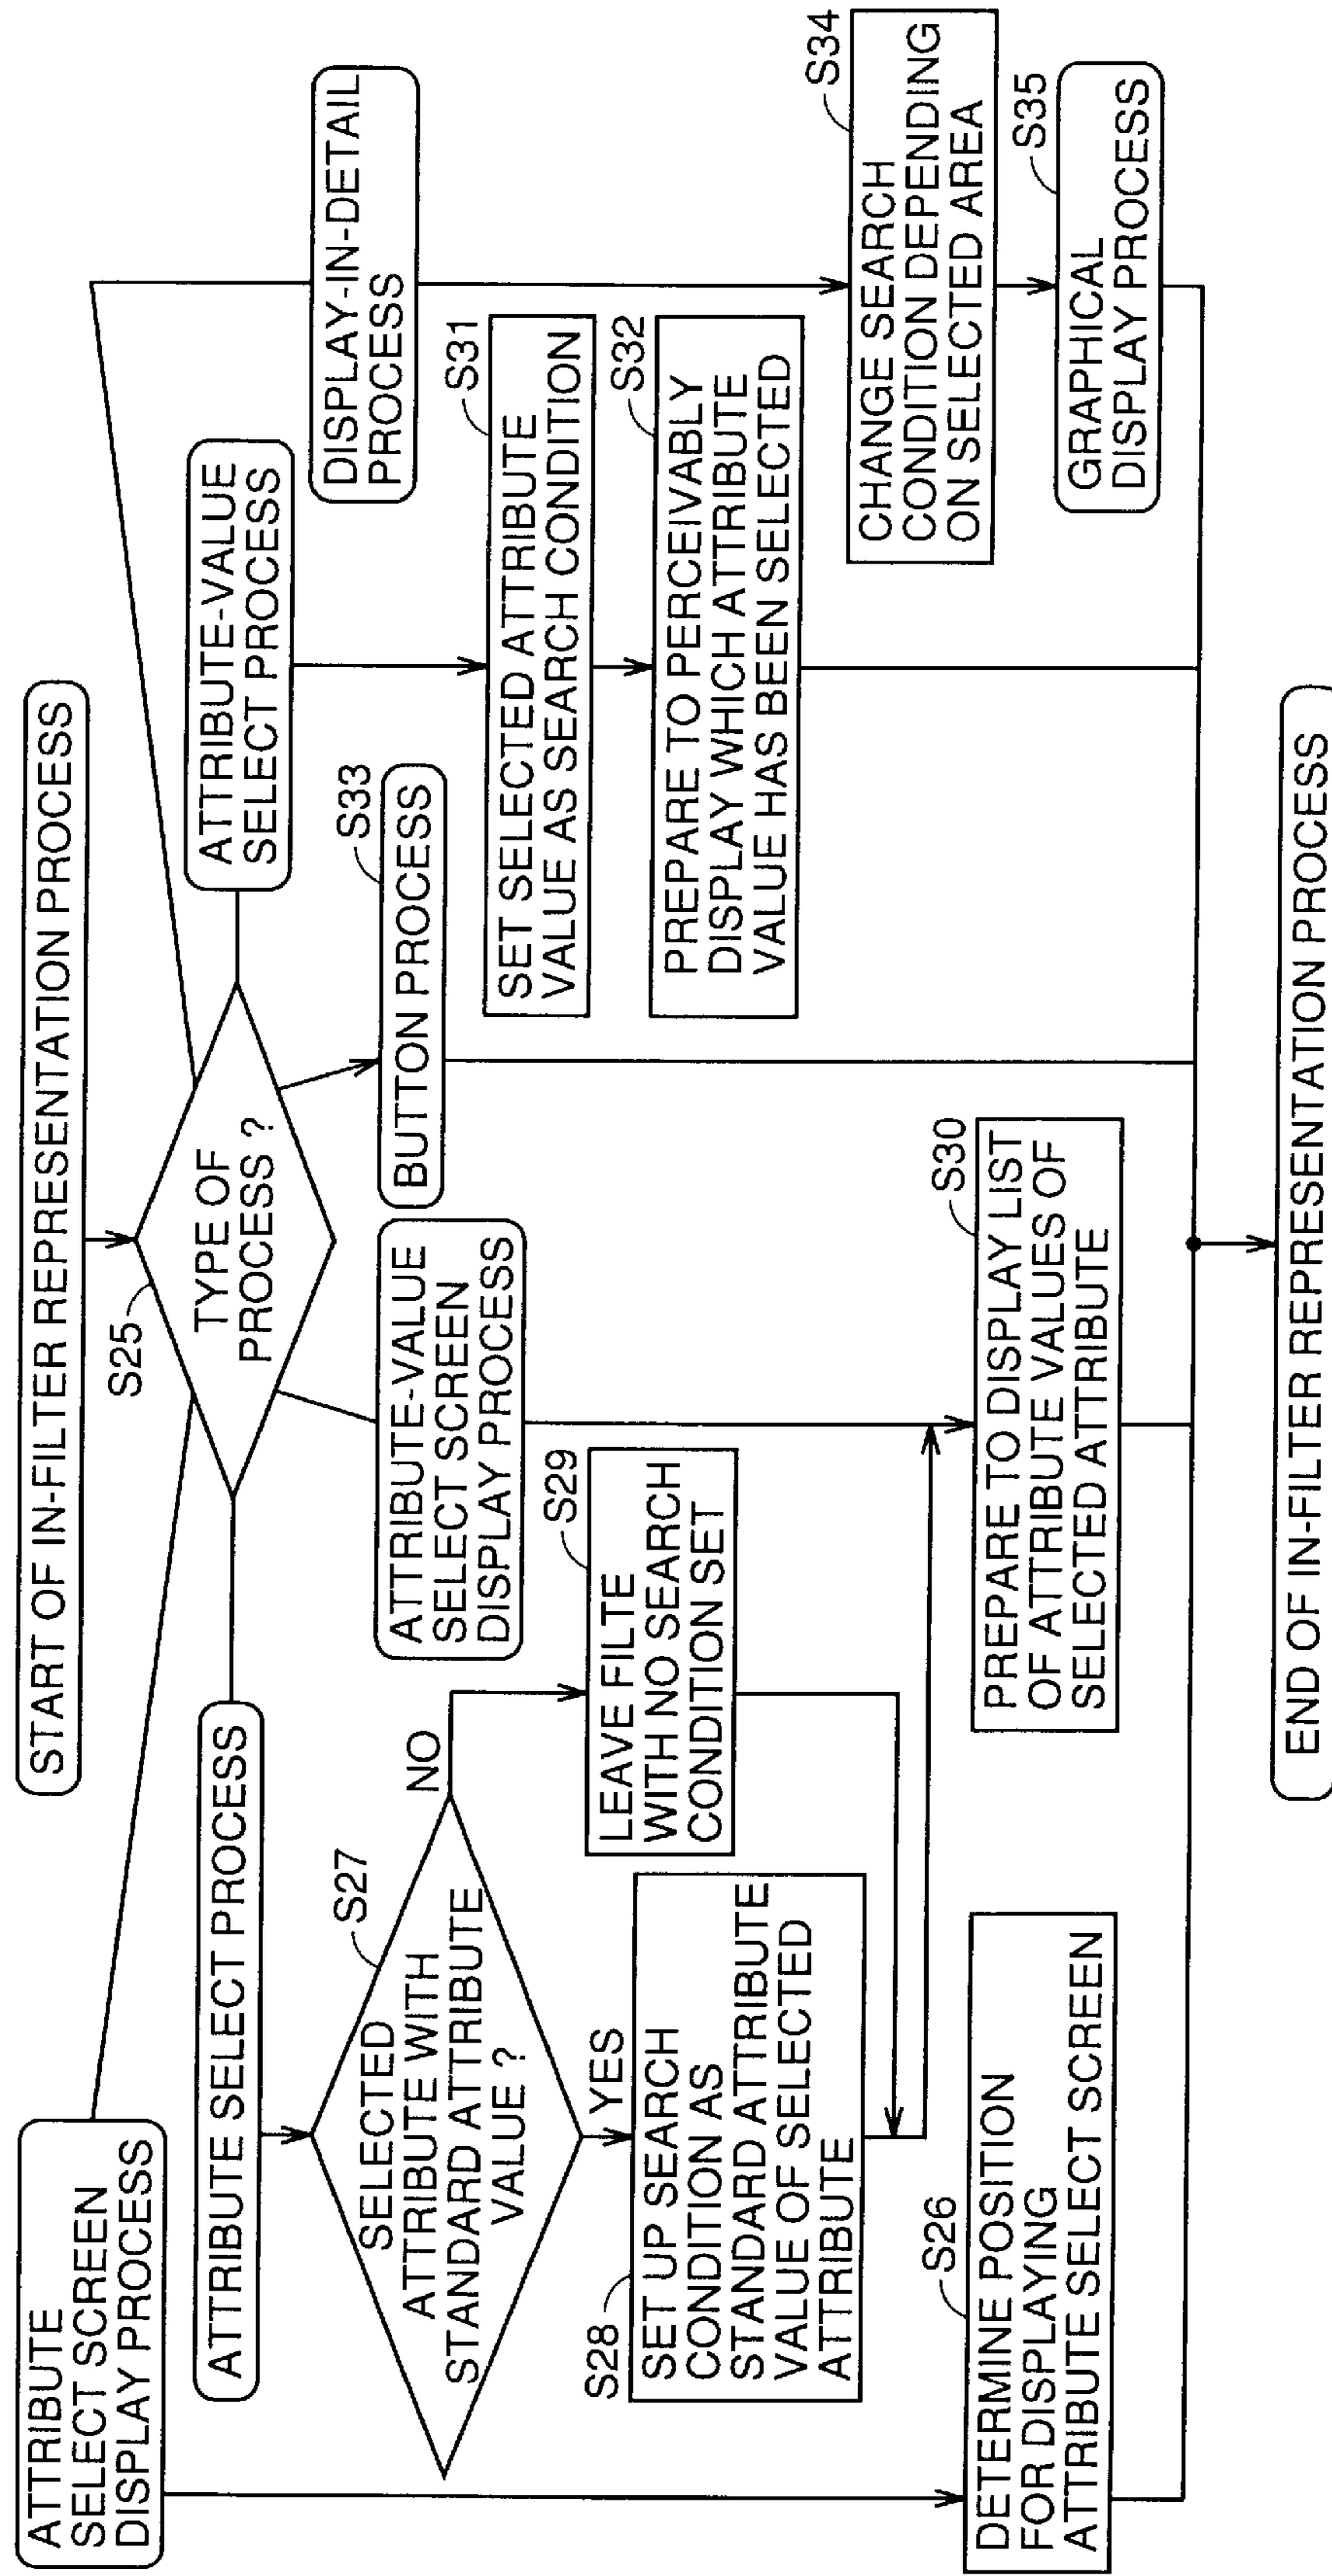 START OF IN-FILTER REPRESENTATION PROCESS
S25
TYPE OF
PROCESS ?
ATTRIBUTE
SELECT SCREEN
DISPLAY PROCESS
ATTRIBUTE SELECT PROCESS
ATTRIBUTE-VALUE
SELECT SCREEN
DISPLAY PROCESS
BUTTON PROCESS
S33
ATTRIBUTE-VALUE
SELECT PROCESS
DISPLAY-IN-DETAIL
PROCESS
S27
SELECTED
ATTRIBUTE WITH
STANDARD ATTRIBUTE
VALUE ?
NO
YES
S28
SET UP SEARCH
CONDITION AS
STANDARD ATTRIBUTE
VALUE OF SELECTED
ATTRIBUTE
S29
LEAVE FILTE
WITH NO SEARCH
CONDITION SET
S31
SET SELECTED ATTRIBUTE
VALUE AS SEARCH CONDITION
S32
PREPARE TO PERCEIVABLY
DISPLAY WHICH ATTRIBUTE
VALUE HAS BEEN SELECTED
S34
CHANGE SEARCH
CONDITION DEPENDING
ON SELECTED AREA
S26
DETERMINE POSITION
FOR DISPLAYING
ATTRIBUTE SELECT SCREEN
S30
PREPARE TO DISPLAY LIST
OF ATTRIBUTE VALUES OF
SELECTED ATTRIBUTE
S35
GRAPHICAL
DISPLAY PROCESS
END OF IN-FILTER REPRESENTATION PROCESS